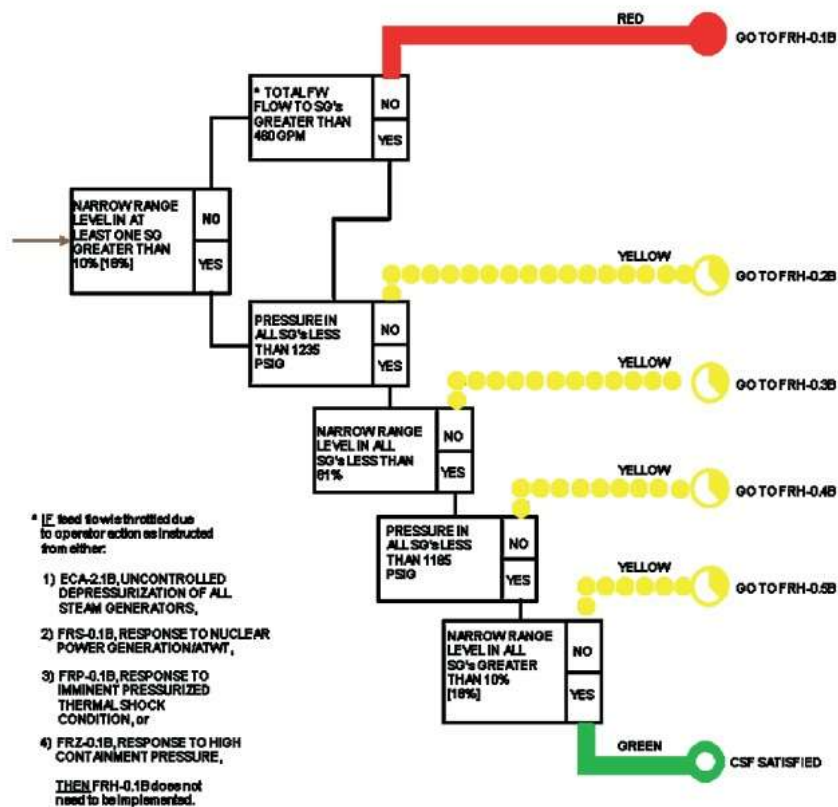 RED
GO TO FRH-0.1B
* TOTAL FW
FLOW TO SG's
GREATER THAN
460 GPM
NO
YES
NARROW RANGE
LEVEL IN AT
LEAST ONE SG
GREATER THAN
10% [18%]
NO
YES
YELLOW
GO TO FRH-0.2B
PRESSURE IN
ALL SG's LESS
THAN 1235
PSIG
NO
YES
YELLOW
GO TO FRH-0.3B
NARROW RANGE
LEVEL IN ALL
SG's LESS THAN
81%
NO
YES
YELLOW
GO TO FRH-0.4B
PRESSURE IN
ALL SG's LESS
THAN 1185
PSIG
NO
YES
YELLOW
GO TO FRH-0.5B
NARROW RANGE
LEVEL IN ALL
SG's GREATER
THAN 10%
[18%]
NO
YES
GREEN
CSF SATISFIED
* IF feed flow is throttled due
to operator action as instructed
from either:
1) ECA-2.1B, UNCONTROLLED
DEPRESSURIZATION OF ALL
STEAM GENERATORS,
2) FRS-0.1B, RESPONSE TO NUCLEAR
POWER GENERATION/ATWT,
3) FRP-0.1B, RESPONSE TO
IMMINENT PRESSURIZED
THERMAL SHOCK
CONDITION, or
4) FRZ-0.1B, RESPONSE TO HIGH
CONTAINMENT PRESSURE,
THEN FRH-0.1B does not
need to be implemented.